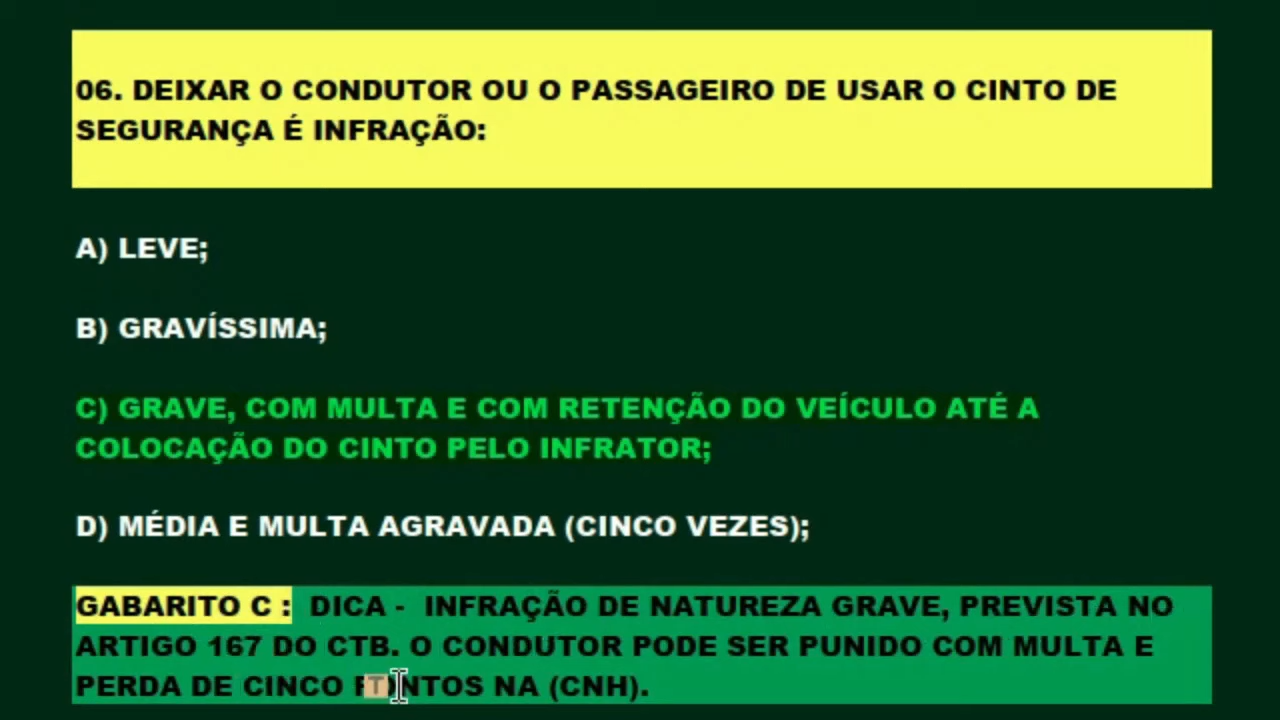 06. DEIXAR O CONDUTOR OU O PASSAGEIRO DE USAR O CINTO DE
SEGURANÇA É INFRAÇÃO:
A) LEVE;
B) GRAVÍSSIMA;
C) GRAVE, COM MULTA E COM RETENÇÃO DO VEÍCULO ATÉ A
COLOCAÇÃO DO CINTO PELO INFRATOR;
D) MÉDIA E MULTA AGRAVADA (CINCO VEZES);
GABARITO C : DICA - INFRAÇÃO DE NATUREZA GRAVE, PREVISTA NO
ARTIGO 167 DO CTB. O CONDUTOR PODE SER PUNIDO COM MULTA E
PERDA DE CINCO NA (CNH).